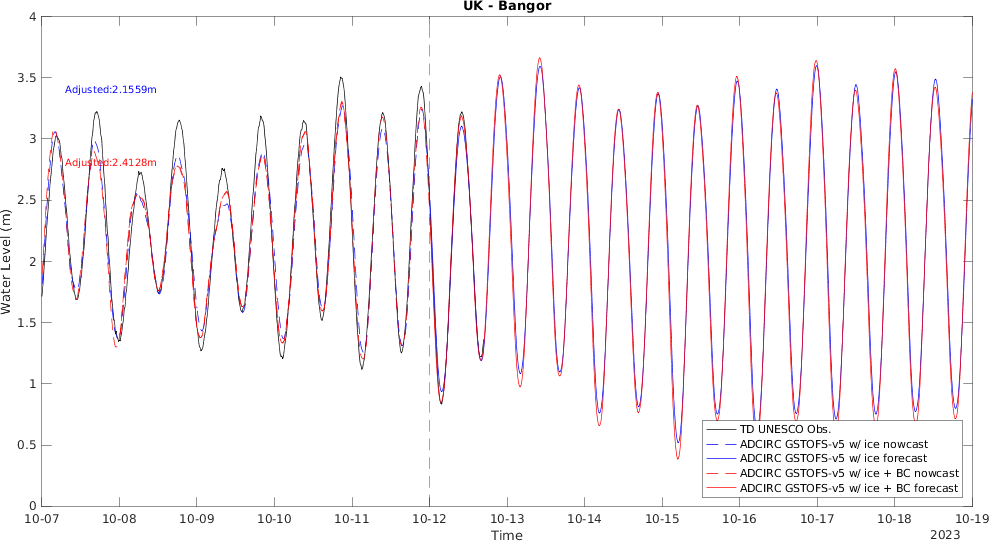 UK - Bangor
4
3.5
3
2.5
2
1.5
1
0.5
0
Water Level (m)
Adjusted:2.1559m
Adjusted:2.4128m
TD UNESCO Obs.
ADCIRC GSTOFS-v5 w/ ice nowcast
ADCIRC GSTOFS-v5 w/ ice forecast
ADCIRC GSTOFS-v5 w/ ice + BC nowcast
ADCIRC GSTOFS-v5 w/ ice + BC forecast
10-07 10-08 10-09 10-10 10-11 10-12 10-13 10-14 10-15 10-16 10-17 10-18 10-19
Time
2023